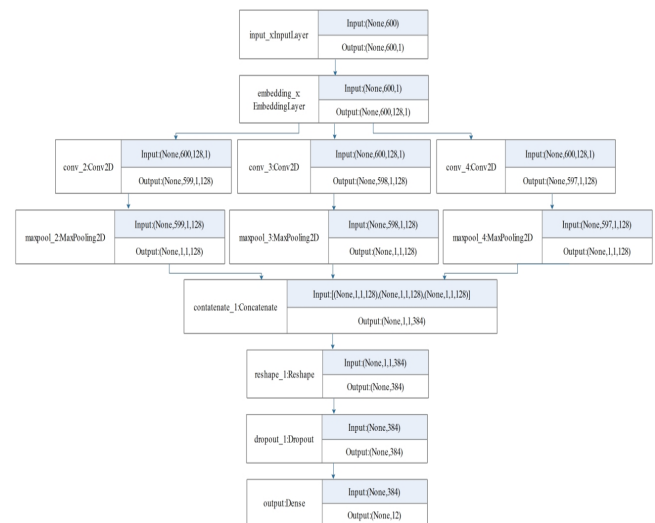 input_x:InputLayer
Input:(None,600)
Output:(None,600,1)
embedding_x:
EmbeddingLayer
Input:(None,600,1)
Output:(None,600,128,1)
conv_2:Conv2D
Input:(None,600,128,1)
Output:(None,599,1,128)
conv_3:Conv2D
Input:(None,600,128,1)
Output:(None,598,1,128)
conv_4:Conv2D
Input:(None,600,128,1)
Output:(None,597,1,128)
maxpool_2:MaxPooling2D
Input:(None,599,1,128)
Output:(None,1,1,128)
maxpool_3:MaxPooling2D
Input:(None,598,1,128)
Output:(None,1,1,128)
maxpool_4:MaxPooling2D
Input:(None,597,1,128)
Output:(None,1,1,128)
contatenate_1:Concatenate
Input:[(None,1,1,128),(None,1,1,128),(None,1,1,128)]
Output:(None,1,1,384)
reshape_1:Reshape
Input:(None,1,1,384)
Output:(None,384)
dropout_1:Dropout
Input:(None,384)
Output:(None,384)
output:Dense
Input:(None,384)
Output:(None,12)